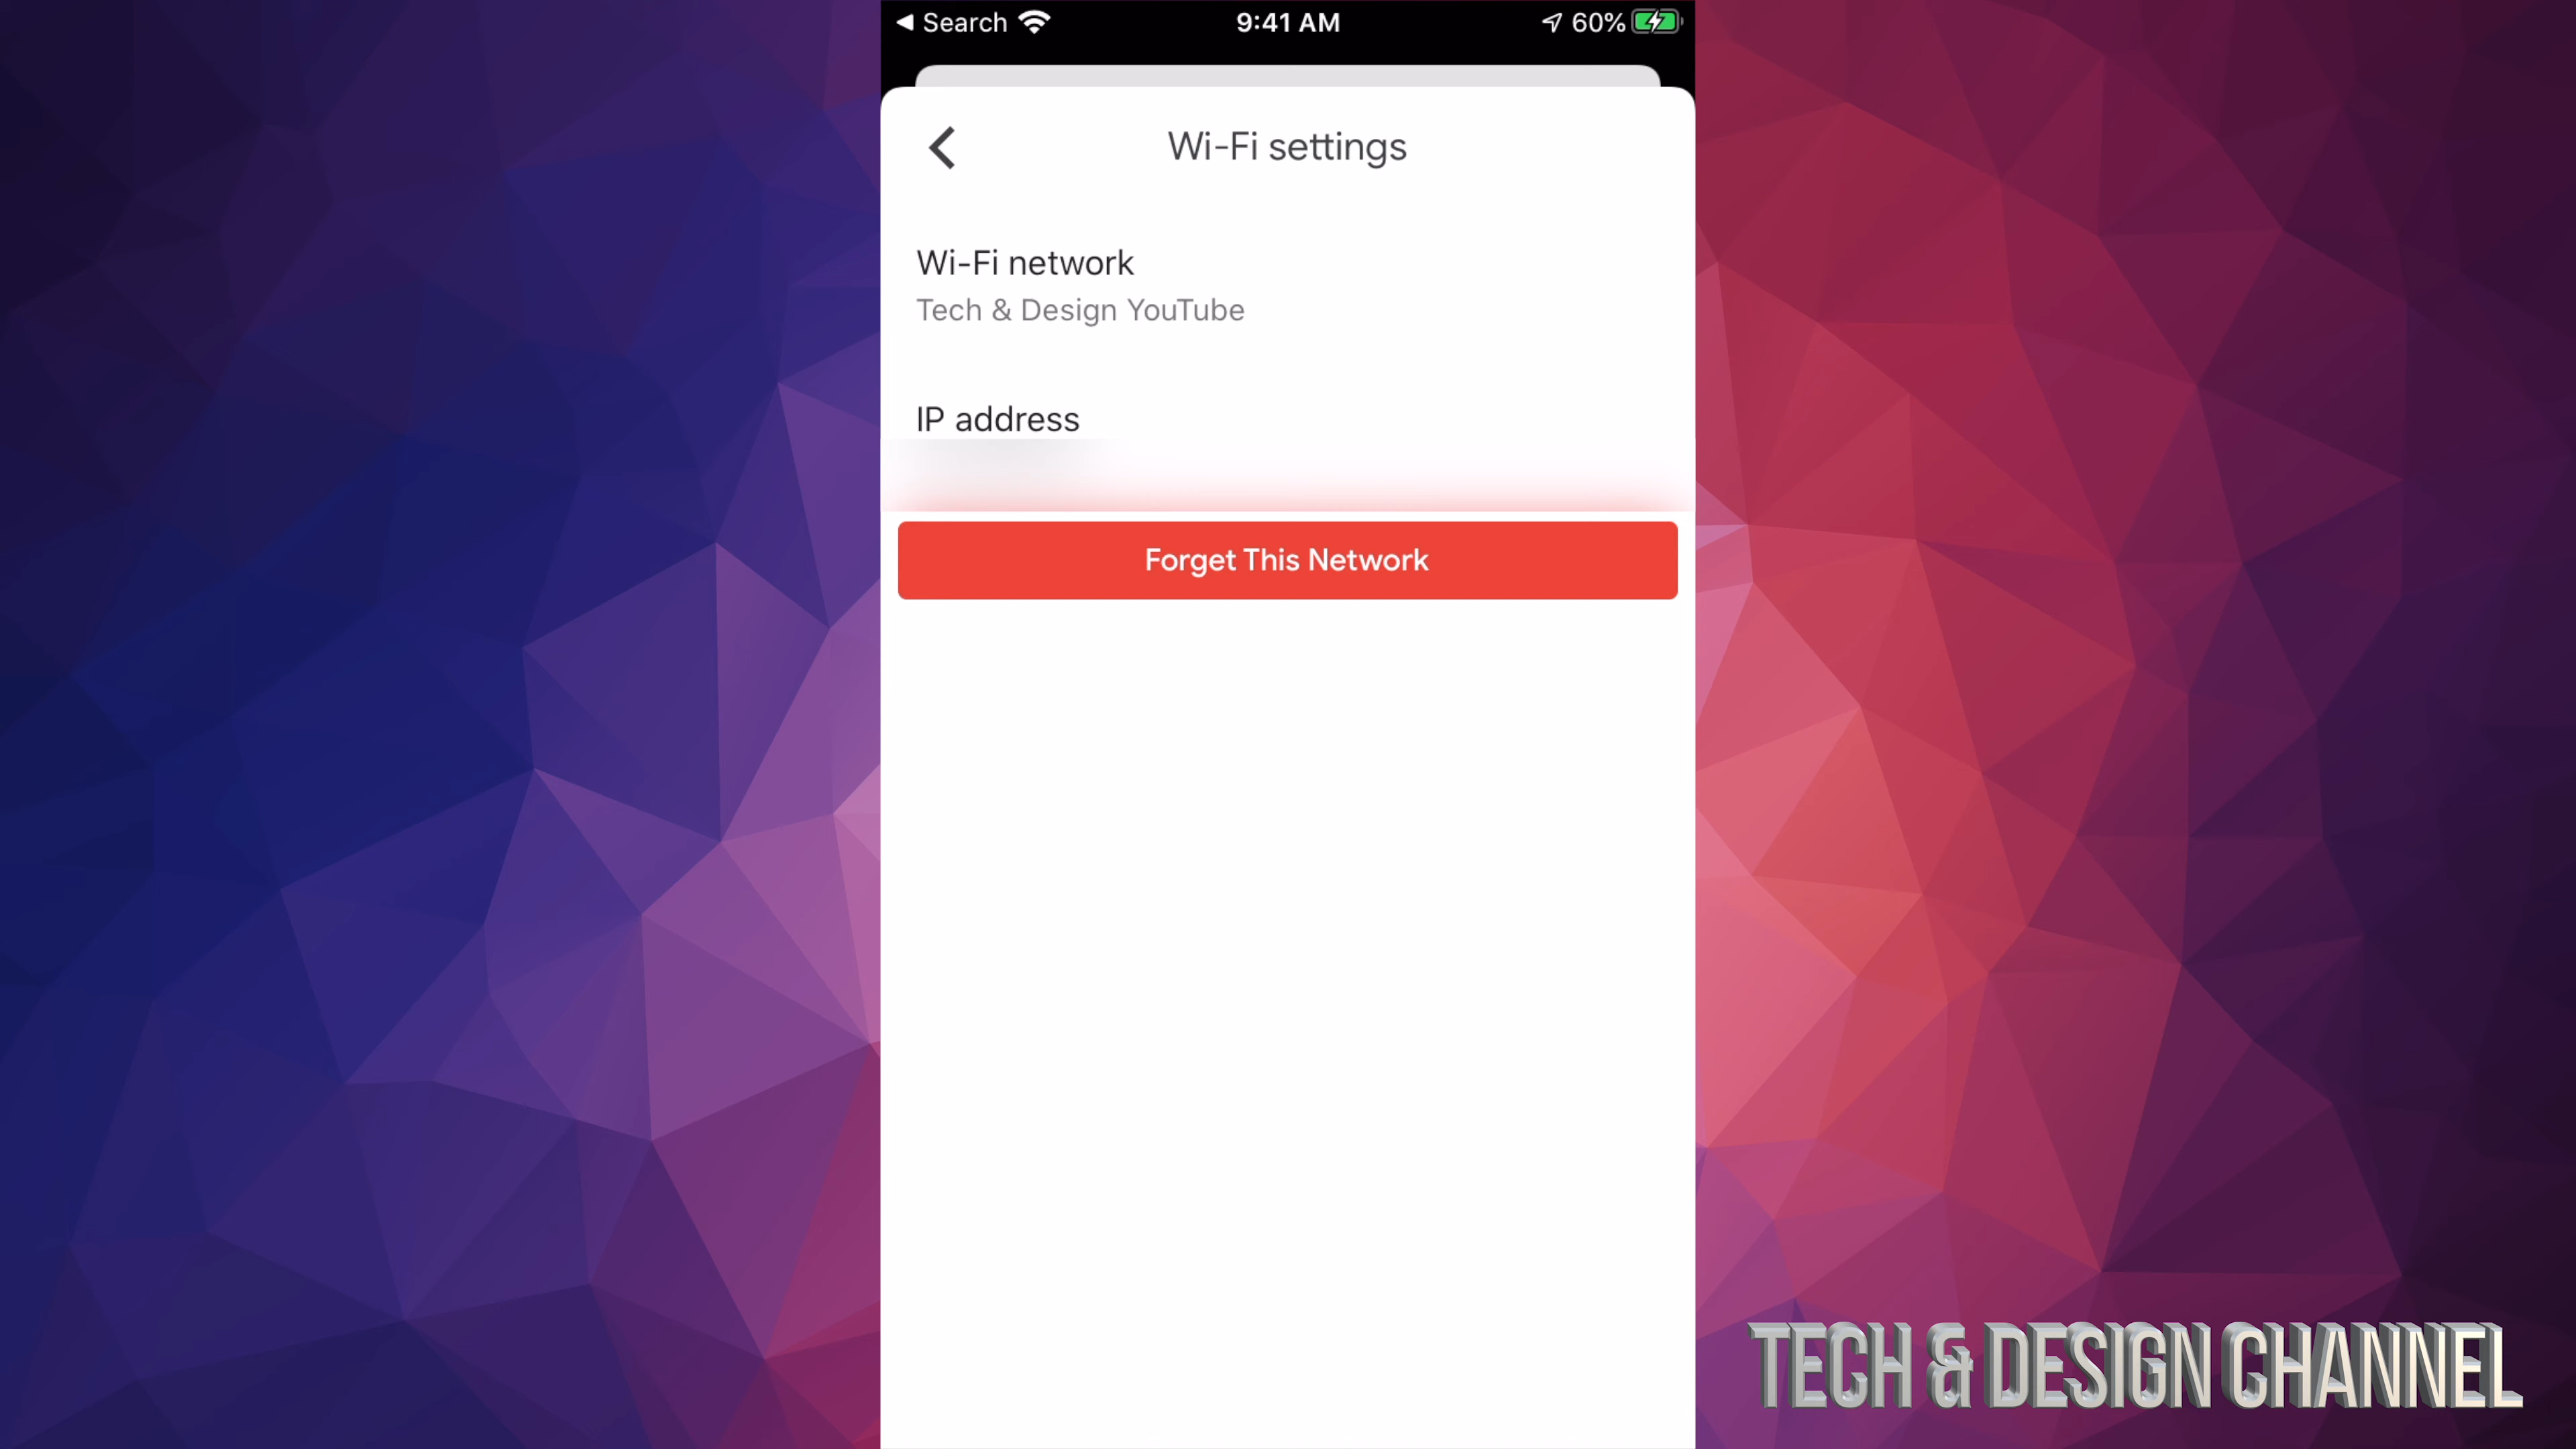 Search
9:41 AM
60%
Wi-Fi settings
Wi-Fi network
Tech & Design YouTube
IP address
Forget This Network
TECH & DESIGN CHANNEL